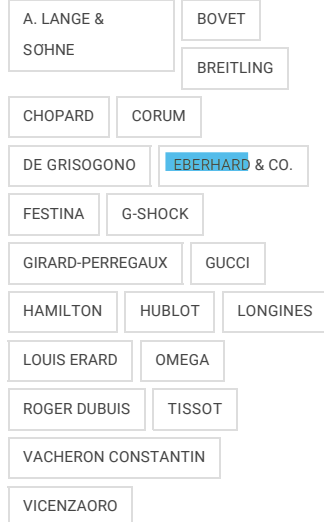 A. LANGE &
SÖHNE
BOVET
BREITLING
CHOPARD
CORUM
DE GRISOGONO
EBERHARD & CO.
FESTINA
G-SHOCK
GIRARD-PERREGAUX
GUCCI
HAMILTON
HUBLOT
LONGINES
LOUIS ERARD
OMEGA
ROGER DUBUIS
TISSOT
VACHERON CONSTANTIN
VICENZAORO